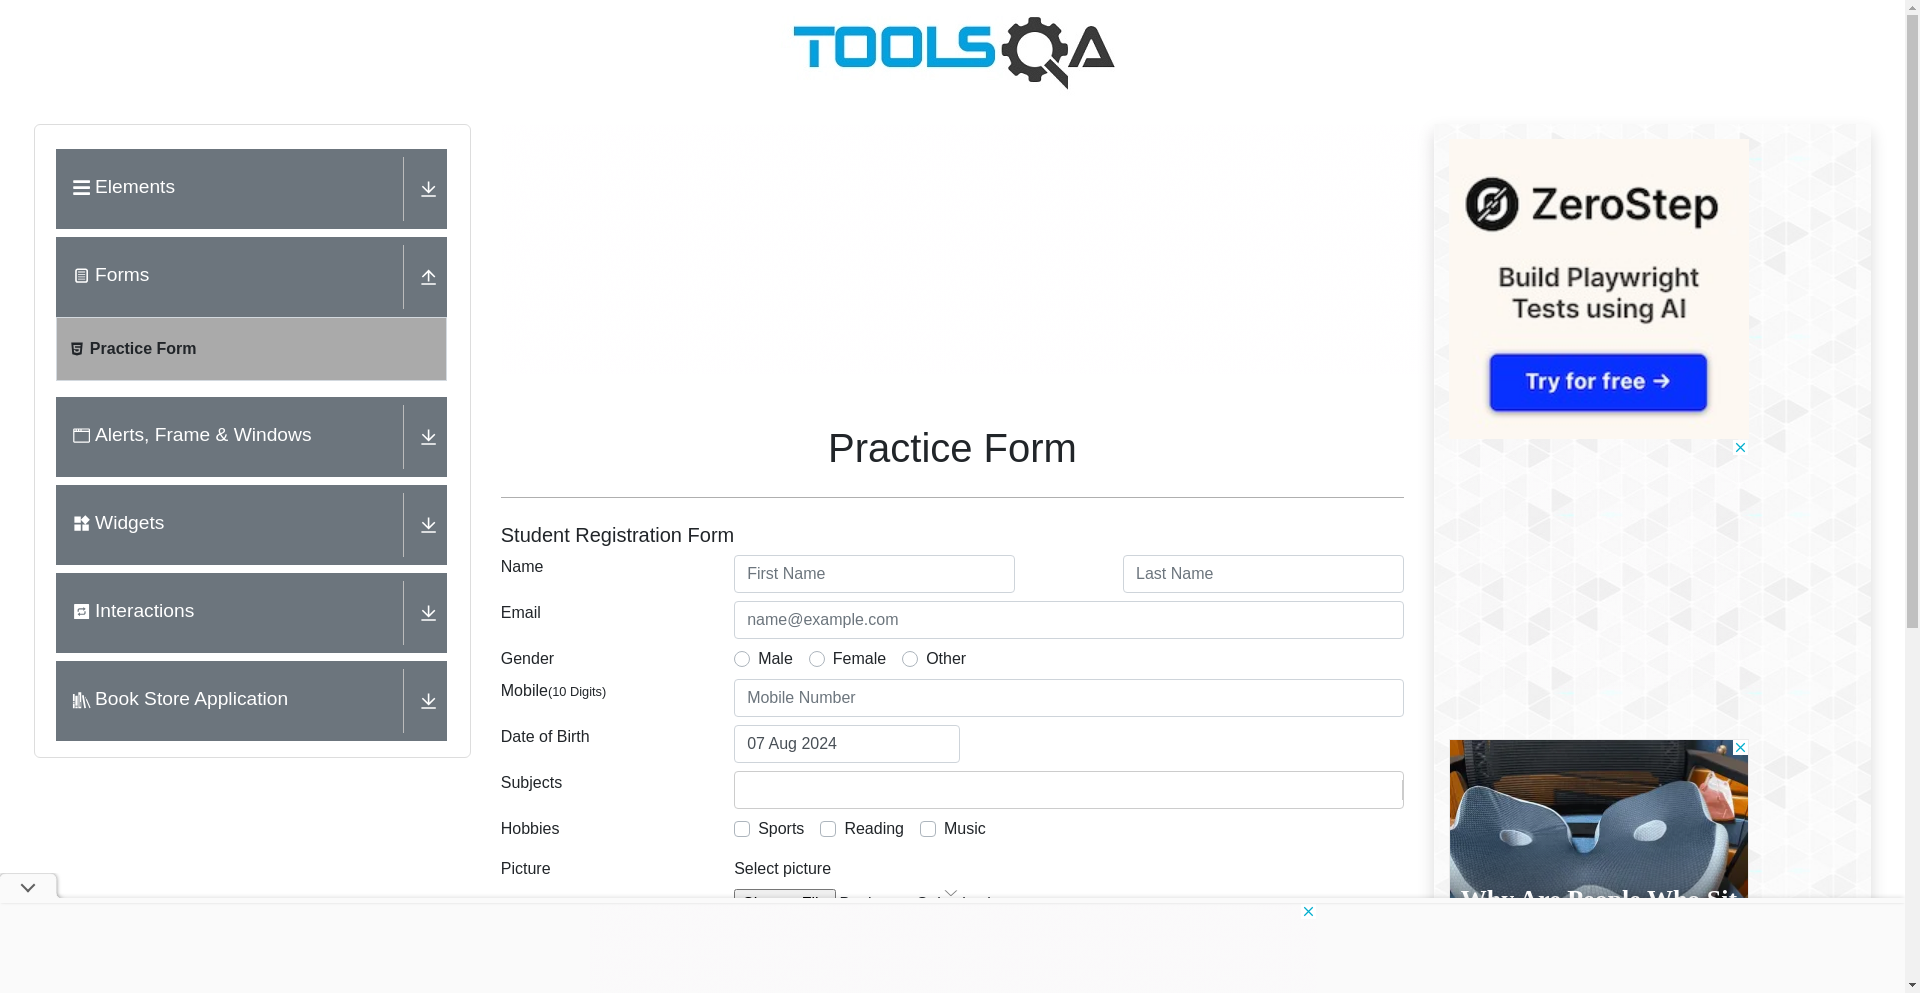 TOOLSQA
Elements
Forms
Practice Form
Alerts, Frame & Windows
Widgets
Interactions
Book Store Application
Practice Form
Student Registration Form
Name
First Name
Last Name
Email
name@example.com
Gender
Male
Female
Other
Mobile(10 Digits)
Mobile Number
Date of Birth
07 Aug 2024
Subjects
Hobbies
Sports
Reading
Music
Picture
Select picture
ZeroStep
Build Playwright
Tests using AI
Try for free →
Why Are People Who Sit